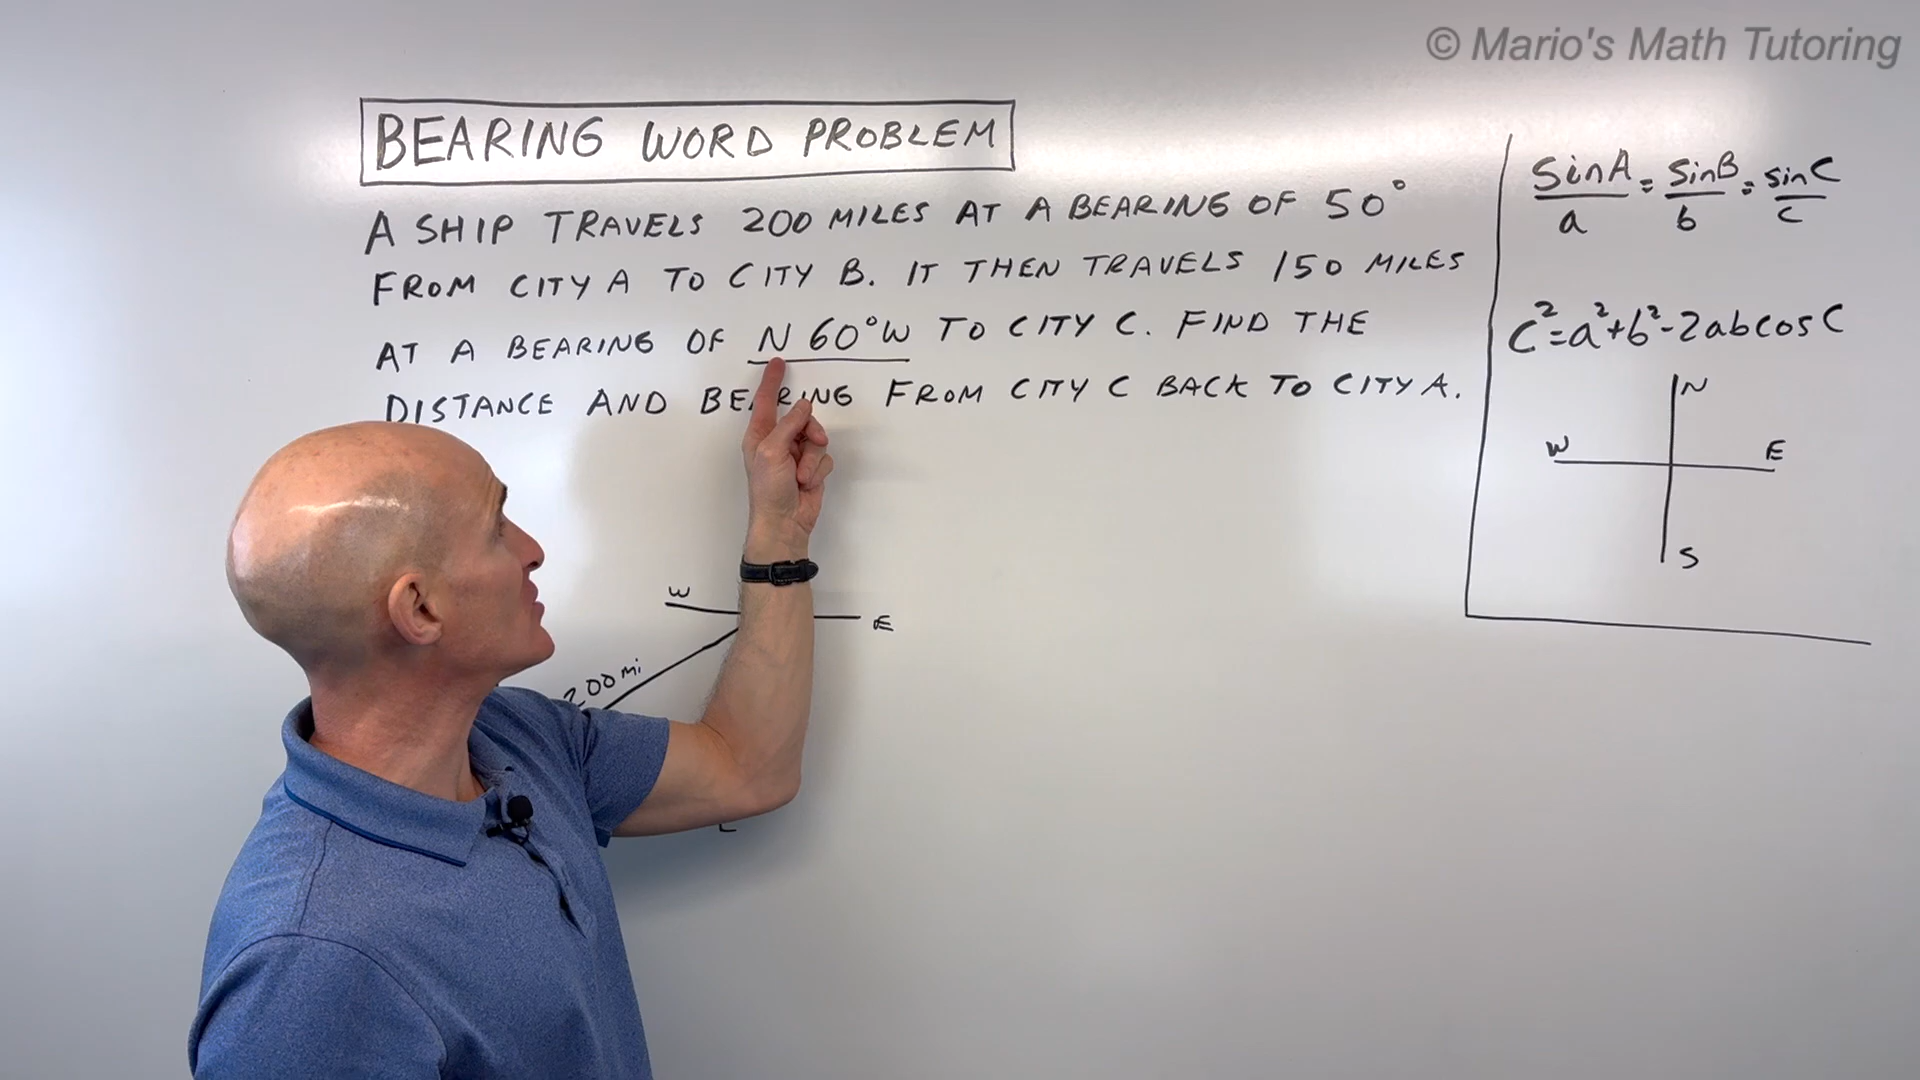 © Mario's Math Tutoring
BEARING WORD PROBLEM
A SHIP TRAVELS 200 MILES AT A BEARING OF 50°
FROM CITY A TO CITY B. IT THEN TRAVELS 150 MILES
AT A BEARING OF N 60°W TO CITY C. FIND THE
DISTANCE AND BEARING FROM CITY C BACK TO CITY A.
sinA/a = sinB/b = sinC/c
c²=a²+b²-2abcosC
N
W E
S
W
E
200 mi